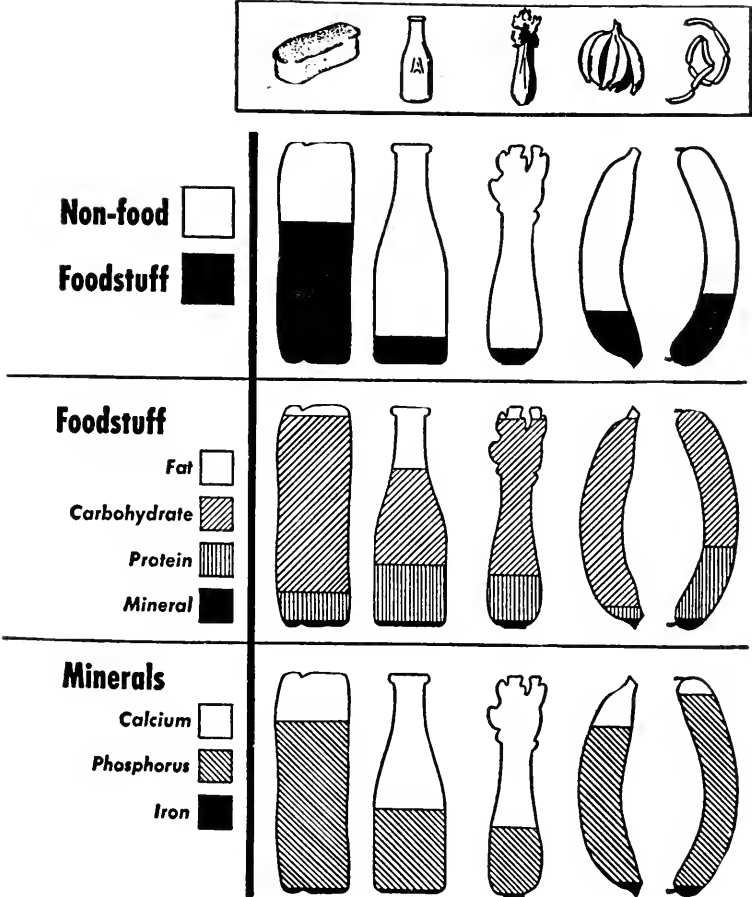 A
Non-food
Foodstuff
Foodstuff
Fat
Carbohydrate
Protein
Mineral
Minerals
Calcium
Phosphorus
Iron